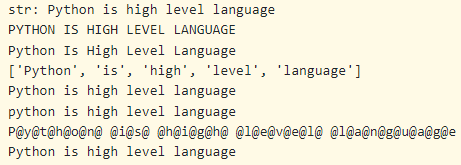 str: Python is high level language
PYTHON IS HIGH LEVEL LANGUAGE
Python Is High Level Language
['Python', 'is', 'high', 'level', 'language']
Python is high level language
python is high level language
P@y@t@h@o@n@ @i@s@ @h@i@g@h@ @l@e@v@e@l@ @l@a@n@g@u@a@g@e
Python is high level language